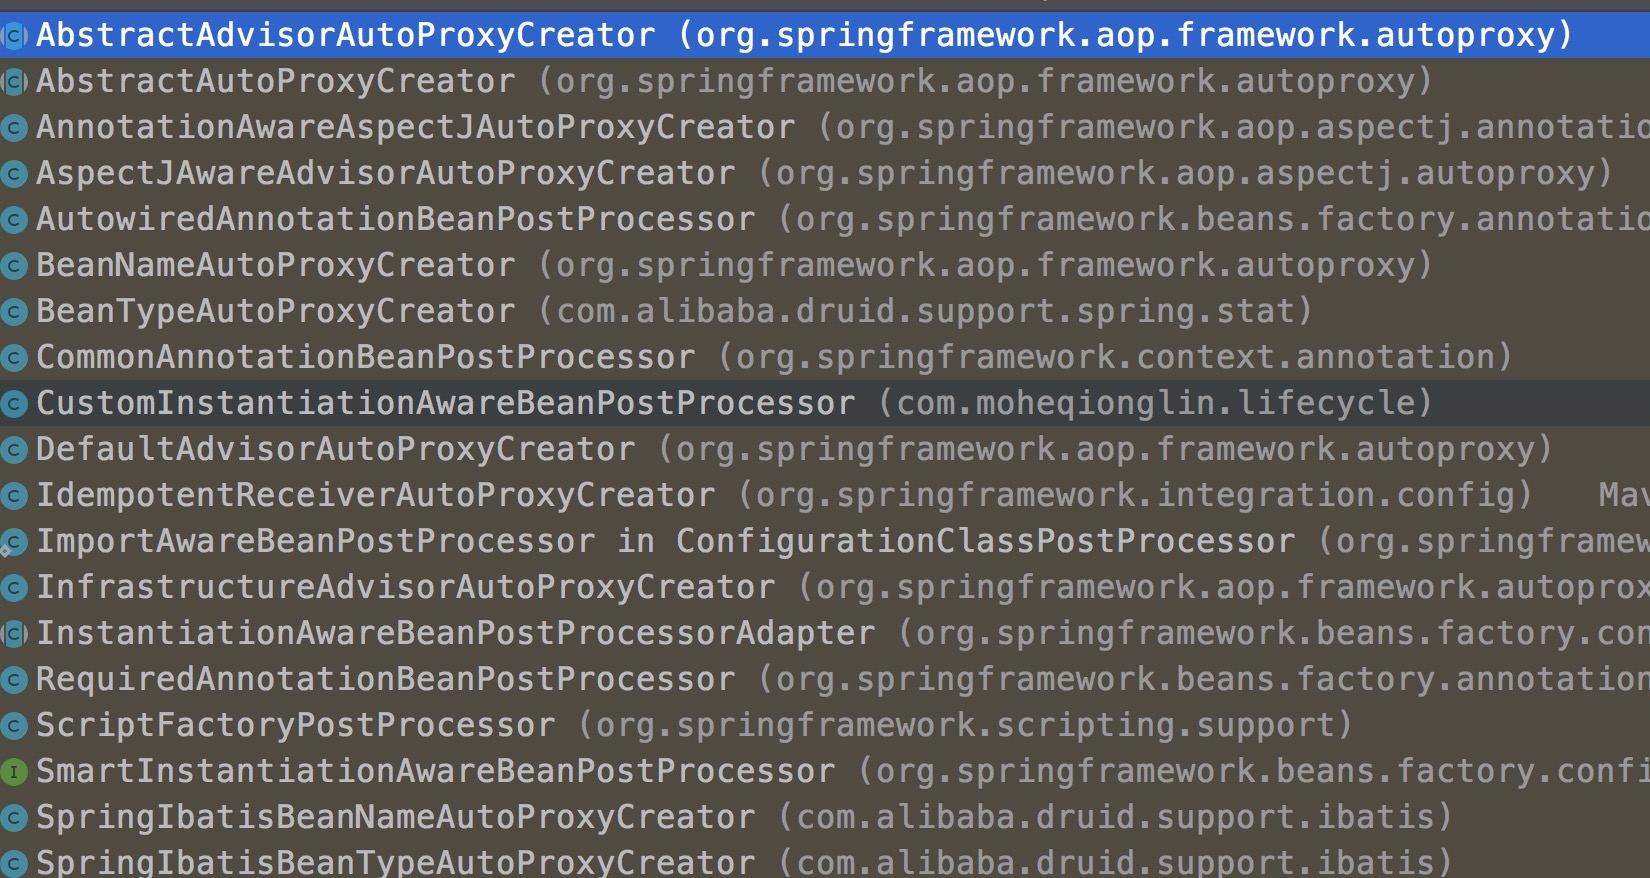 AbstractAdvisorAutoProxyCreator (org.springframework.aop.framework.autoproxy)
AbstractAutoProxyCreator (org.springframework.aop.framework.autoproxy)
AnnotationAwareAspectJAutoProxyCreator (org.springframework.aop.aspectj.annotatio
AspectJAwareAdvisorAutoProxyCreator (org.springframework.aop.aspectj.autoproxy)
AutowiredAnnotationBeanPostProcessor (org.springframework.beans.factory.annotation
BeanNameAutoProxyCreator (org.springframework.aop.framework.autoproxy)
BeanTypeAutoProxyCreator (com.alibaba.druid.support.spring.stat)
CommonAnnotationBeanPostProcessor (org.springframework.context.annotation)
CustomInstantiationAwareBeanPostProcessor (com.moheqionglin.lifecycle)
DefaultAdvisorAutoProxyCreator (org.springframework.aop.framework.autoproxy)
IdempotentReceiverAutoProxyCreator (org.springframework.integration.config) Mav
ImportAwareBeanPostProcessor in ConfigurationClassPostProcessor (org.springframew
InfrastructureAdvisorAutoProxyCreator (org.springframework.aop.framework.autoprox
InstantiationAwareBeanPostProcessorAdapter (org.springframework.beans.factory.con
RequiredAnnotationBeanPostProcessor (org.springframework.beans.factory.annotation
ScriptFactoryPostProcessor (org.springframework.scripting.support)
SmartInstantiationAwareBeanPostProcessor (org.springframework.beans.factory.confi
SpringIbatisBeanNameAutoProxyCreator (com.alibaba.druid.support.ibatis)
SpringIbatisBeanTypeAutoProxyCreator (com.alibaba.druid.support.ibatis)